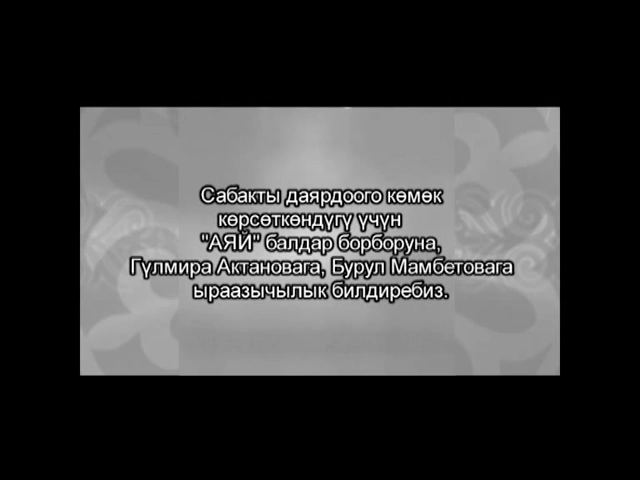 Сабакты даярдоого көмөк
көрсөткөндүгү үчүн
"АЯЙ" балдар борборуна,
Гүлмира Актановага, Бурул Мамбетовага
ыраазычылык билдиребиз.